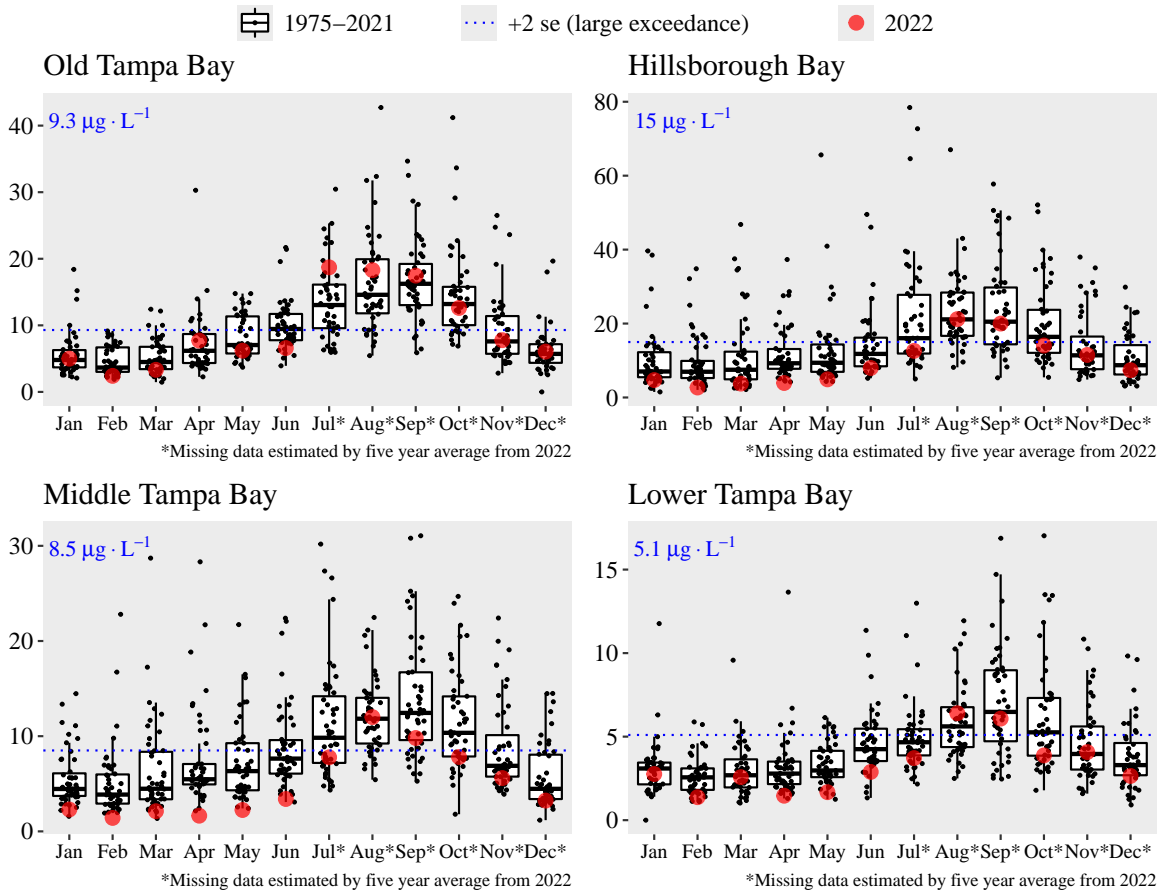 1975–2021 +2 se (large exceedance) 2022
Old Tampa Bay
9.3 μg · L⁻¹
40
30
20
10
0
Jan Feb Mar Apr May Jun Jul* Aug* Sep* Oct* Nov* Dec*
*Missing data estimated by five year average from 2022
Hillsborough Bay
15 μg · L⁻¹
80
60
40
20
0
Jan Feb Mar Apr May Jun Jul* Aug* Sep* Oct* Nov* Dec*
*Missing data estimated by five year average from 2022
Middle Tampa Bay
8.5 μg · L⁻¹
30
20
10
0
Jan Feb Mar Apr May Jun Jul* Aug* Sep* Oct* Nov* Dec*
*Missing data estimated by five year average from 2022
Lower Tampa Bay
5.1 μg · L⁻¹
15
10
5
0
Jan Feb Mar Apr May Jun Jul* Aug* Sep* Oct* Nov* Dec*
*Missing data estimated by five year average from 2022